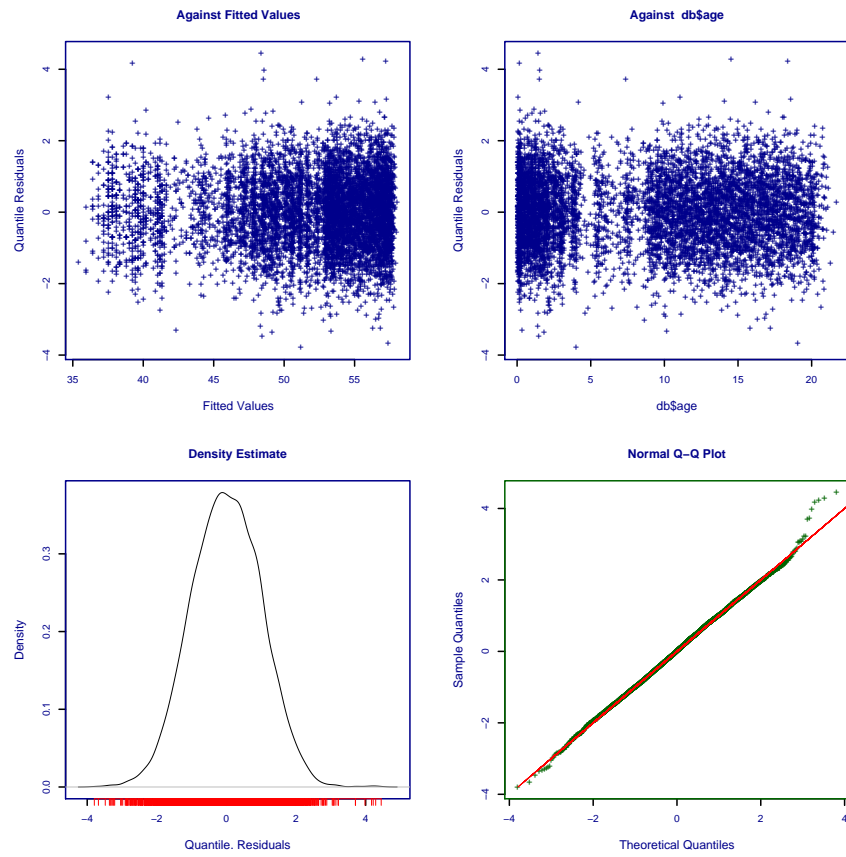 Against Fitted Values
Quantile Residuals
4
2
0
−2
−4
35 40 45 50 55
Fitted Values
Against db$age
Quantile Residuals
4
2
0
−2
−4
0 5 10 15 20
db$age
Density Estimate
Density
0.3
0.2
0.1
0.0
−4 −2 0 2 4
Quantile. Residuals
Normal Q−Q Plot
Sample Quantiles
4
2
0
−2
−4
−4 −2 0 2 4
Theoretical Quantiles